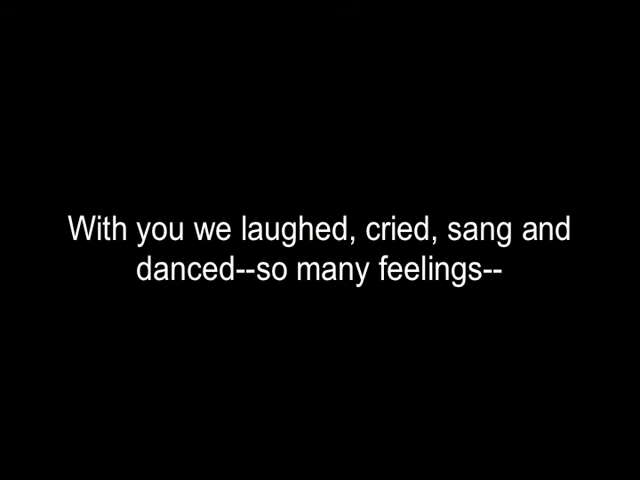 With you we laughed, cried, sang and
danced--so many feelings--